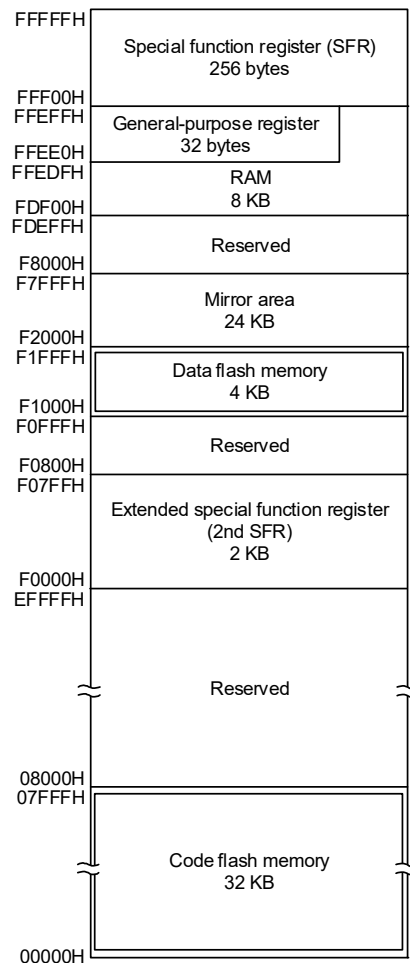 FFFFFH
Special function register (SFR)
256 bytes
FFF00H
FFEFFH
General-purpose register
32 bytes
FFEE0H
FFEDFH
RAM
8 KB
FDF00H
FDEFFH
Reserved
F8000H
F7FFFH
Mirror area
24 KB
F2000H
F1FFFH
Data flash memory
4 KB
F1000H
F0FFFH
Reserved
F0800H
F07FFH
Extended special function register
(2nd SFR)
2 KB
F0000H
EFFFFH
Reserved
08000H
07FFFH
Code flash memory
32 KB
00000H